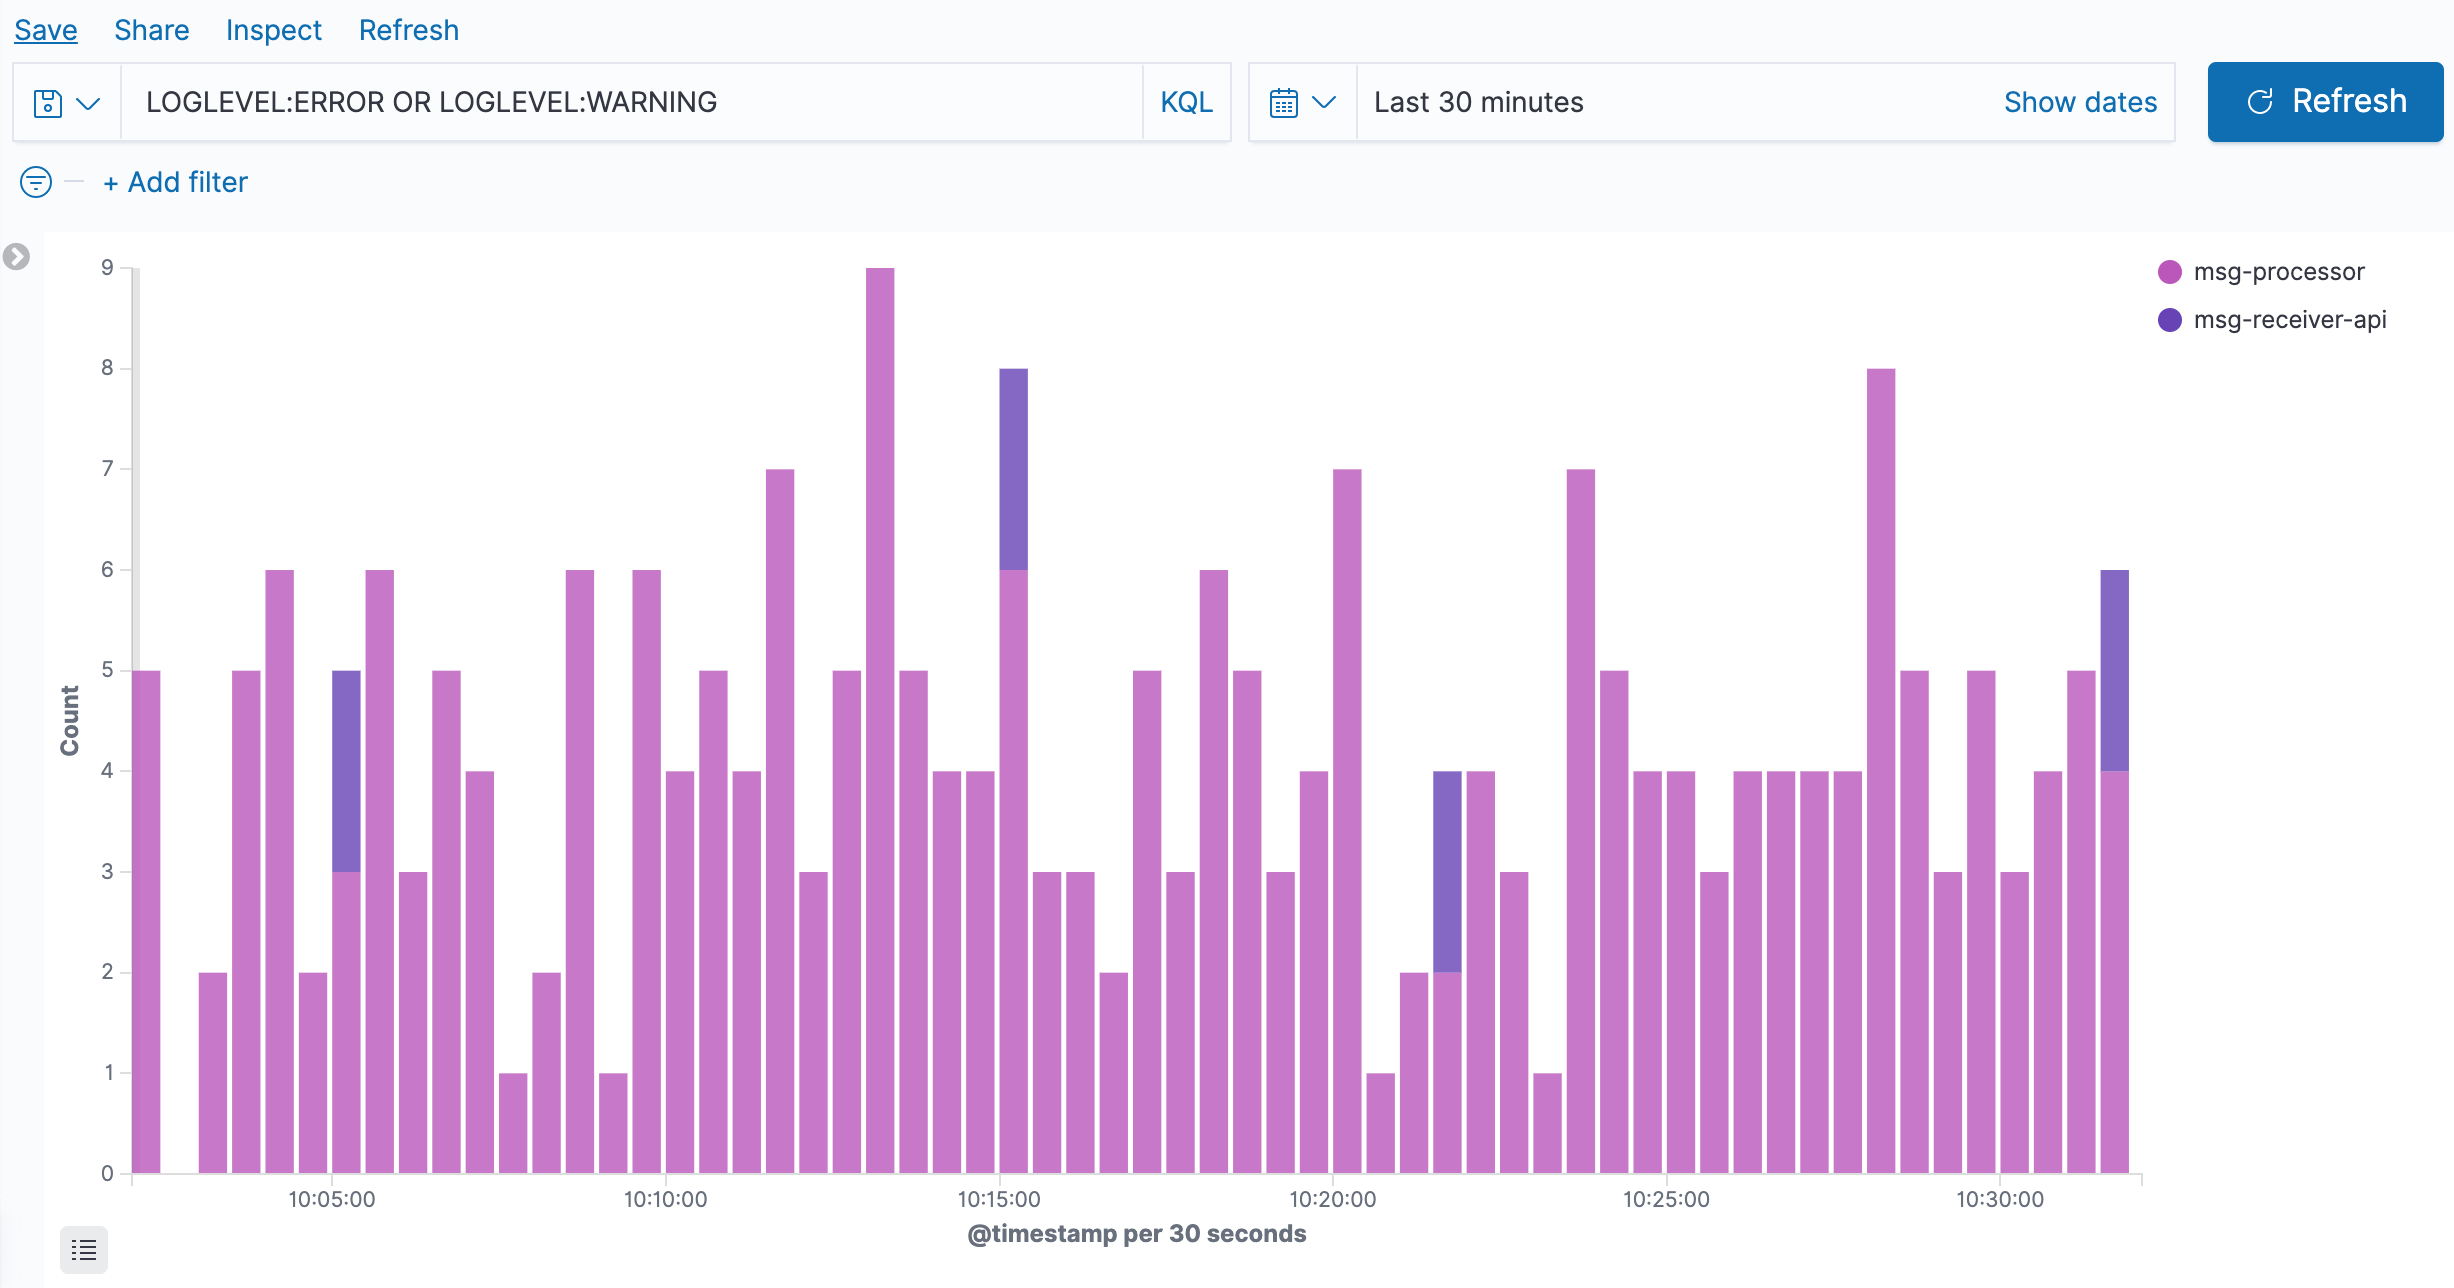 Save Share Inspect Refresh
LOGLEVEL:ERROR OR LOGLEVEL:WARNING KQL Last 30 minutes Show dates Refresh
+ Add filter
msg-processor
msg-receiver-api
9
8
7
6
5
4
3
2
1
0
Count
10:05:00 10:10:00 10:15:00 10:20:00 10:25:00 10:30:00
@timestamp per 30 seconds